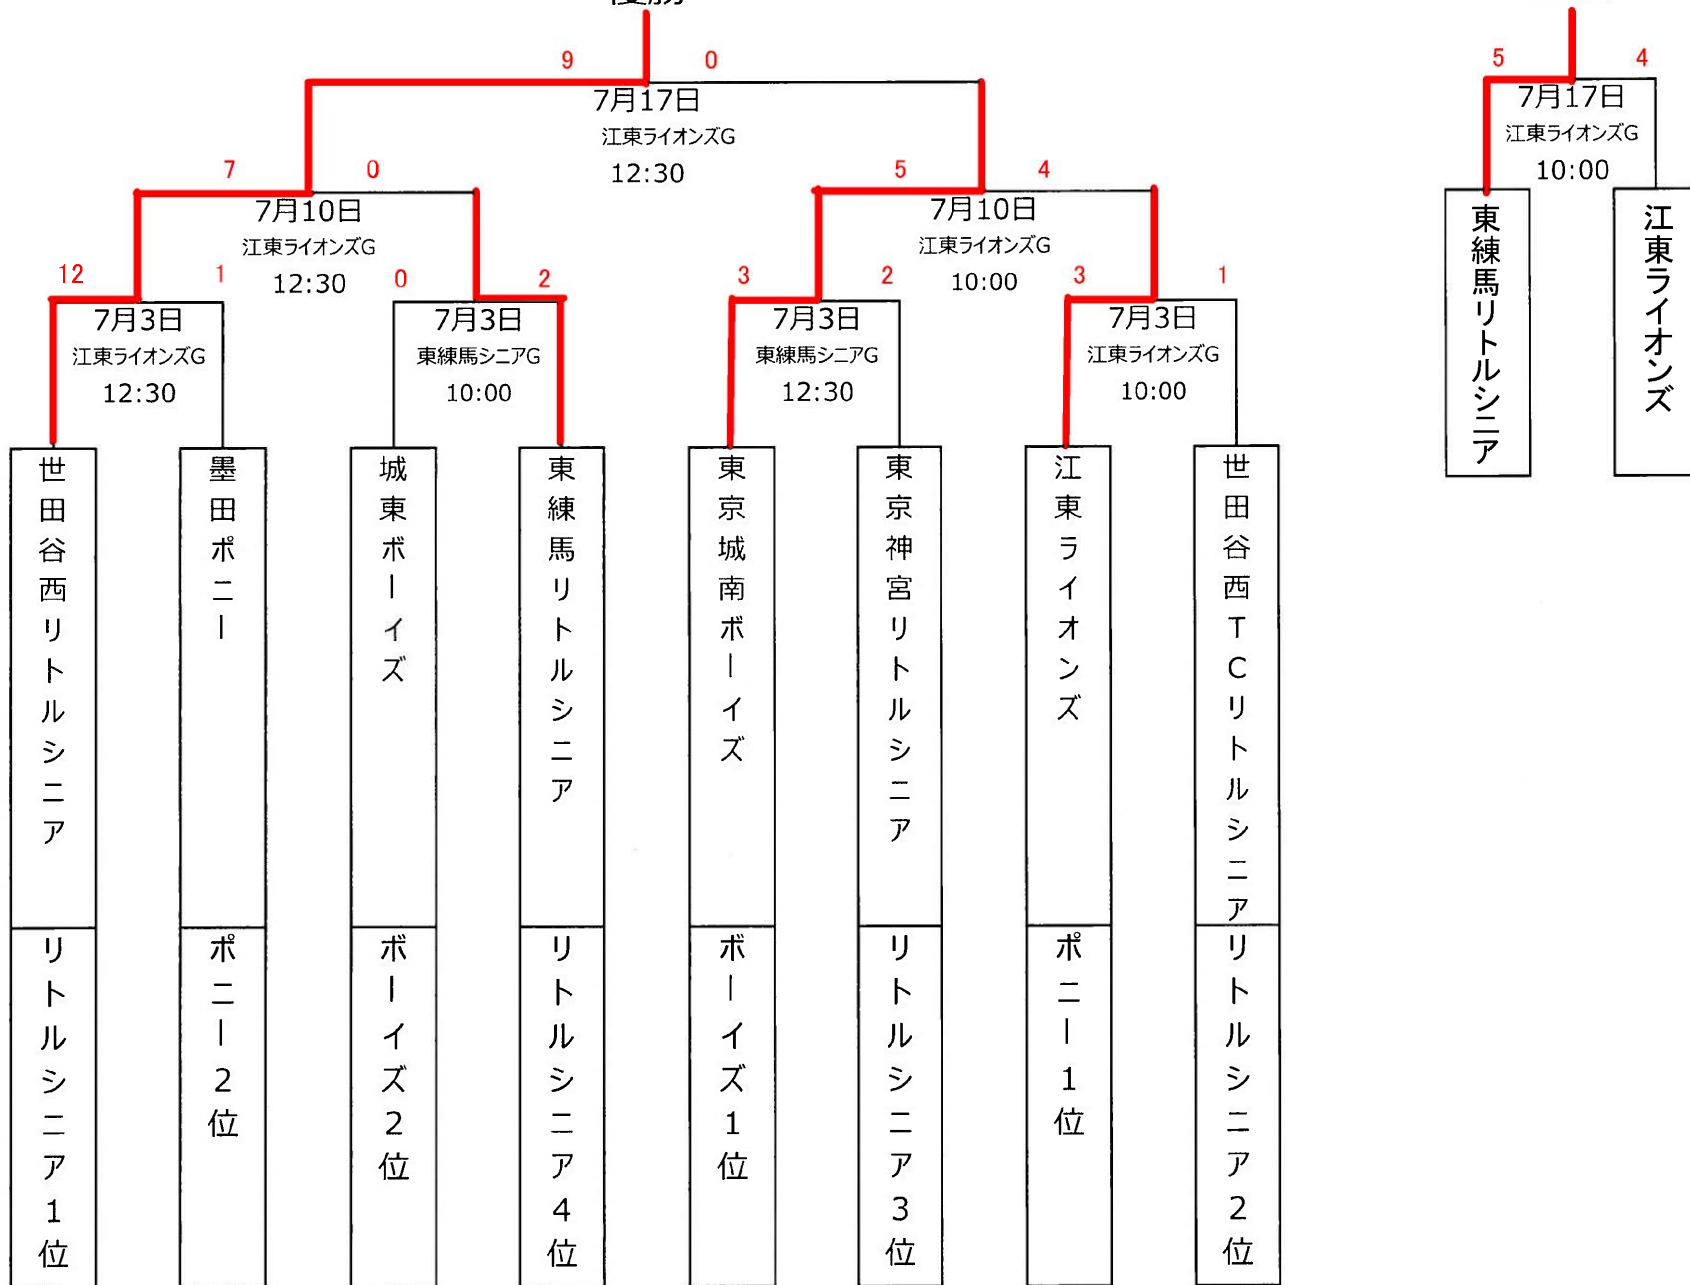 優勝
9 0
7月17日
江東ライオンズG
12:30
7 0
7月10日
江東ライオンズG
12:30
5 4
7月10日
江東ライオンズG
10:00
12 1
7月3日
江東ライオンズG
12:30
0 2
7月3日
東練馬シニアG
10:00
3 2
7月3日
東練馬シニアG
12:30
3 1
7月3日
江東ライオンズG
10:00
世田谷西リトルシニア
リトルシニア1位
墨田ポニー
ポニー2位
城東ボーイズ
ボーイズ2位
東練馬リトルシニア
リトルシニア4位
東京城南ボーイズ
ボーイズ1位
東京神宮リトルシニア
リトルシニア3位
江東ライオンズ
ポニー1位
世田谷西TCリトルシニア
リトルシニア2位
5 4
7月17日
江東ライオンズG
10:00
東練馬リトルシニア
江東ライオンズ